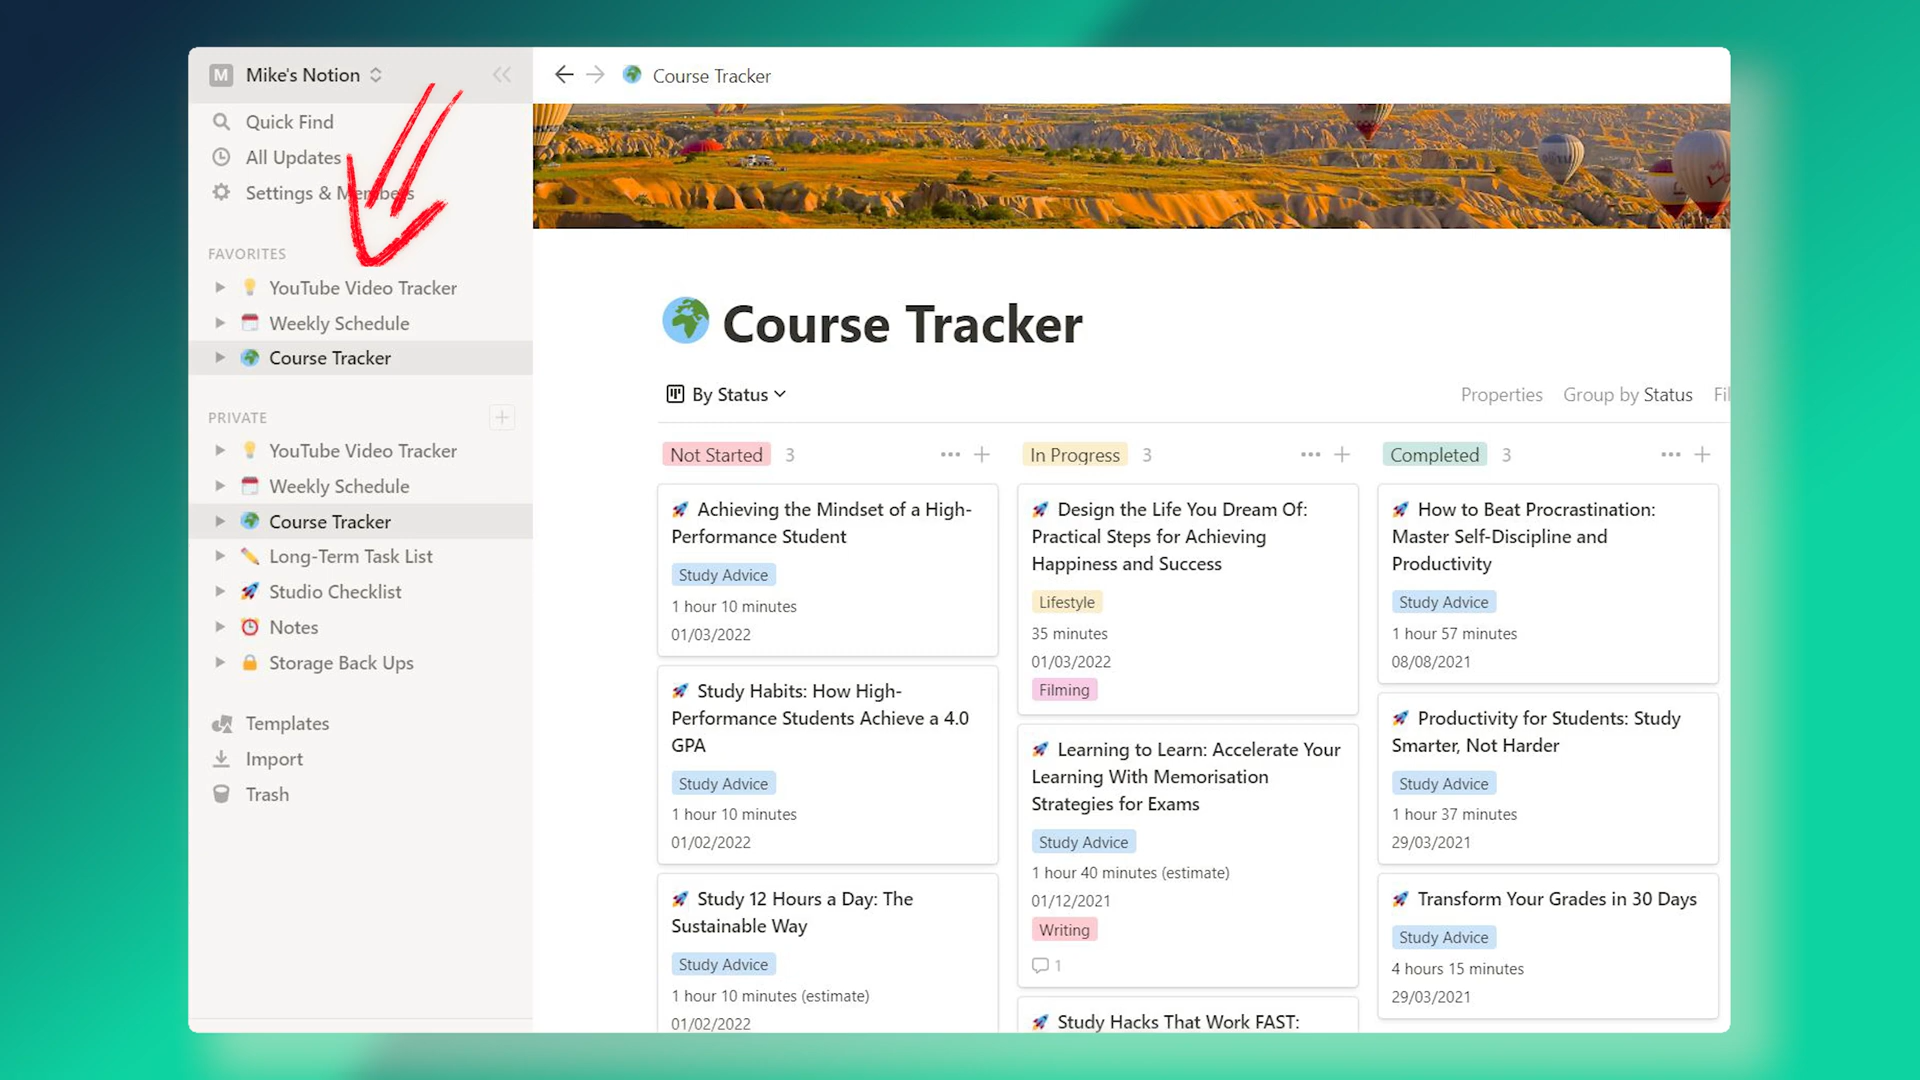 M Mike's Notion
Quick Find
All Updates
Settings & Members
FAVORITES
YouTube Video Tracker
Weekly Schedule
Course Tracker
PRIVATE
YouTube Video Tracker
Weekly Schedule
Course Tracker
Long-Term Task List
Studio Checklist
Notes
Storage Back Ups
Templates
Import
Trash
Course Tracker
Course Tracker
By Status
Properties Group by Status Fil
Not Started 3
Achieving the Mindset of a High-
Performance Student
Study Advice
1 hour 10 minutes
01/03/2022
Study Habits: How High-
Performance Students Achieve a 4.0
GPA
Study Advice
1 hour 10 minutes
01/02/2022
Study 12 Hours a Day: The
Sustainable Way
Study Advice
1 hour 10 minutes (estimate)
01/02/2022
In Progress 3
Design the Life You Dream Of:
Practical Steps for Achieving
Happiness and Success
Lifestyle
35 minutes
01/03/2022
Filming
Learning to Learn: Accelerate Your
Learning With Memorisation
Strategies for Exams
Study Advice
1 hour 40 minutes (estimate)
01/12/2021
Writing
1
Study Hacks That Work FAST:
Completed 3
How to Beat Procrastination:
Master Self-Discipline and
Productivity
Study Advice
1 hour 57 minutes
08/08/2021
Productivity for Students: Study
Smarter, Not Harder
Study Advice
1 hour 37 minutes
29/03/2021
Transform Your Grades in 30 Days
Study Advice
4 hours 15 minutes
29/03/2021